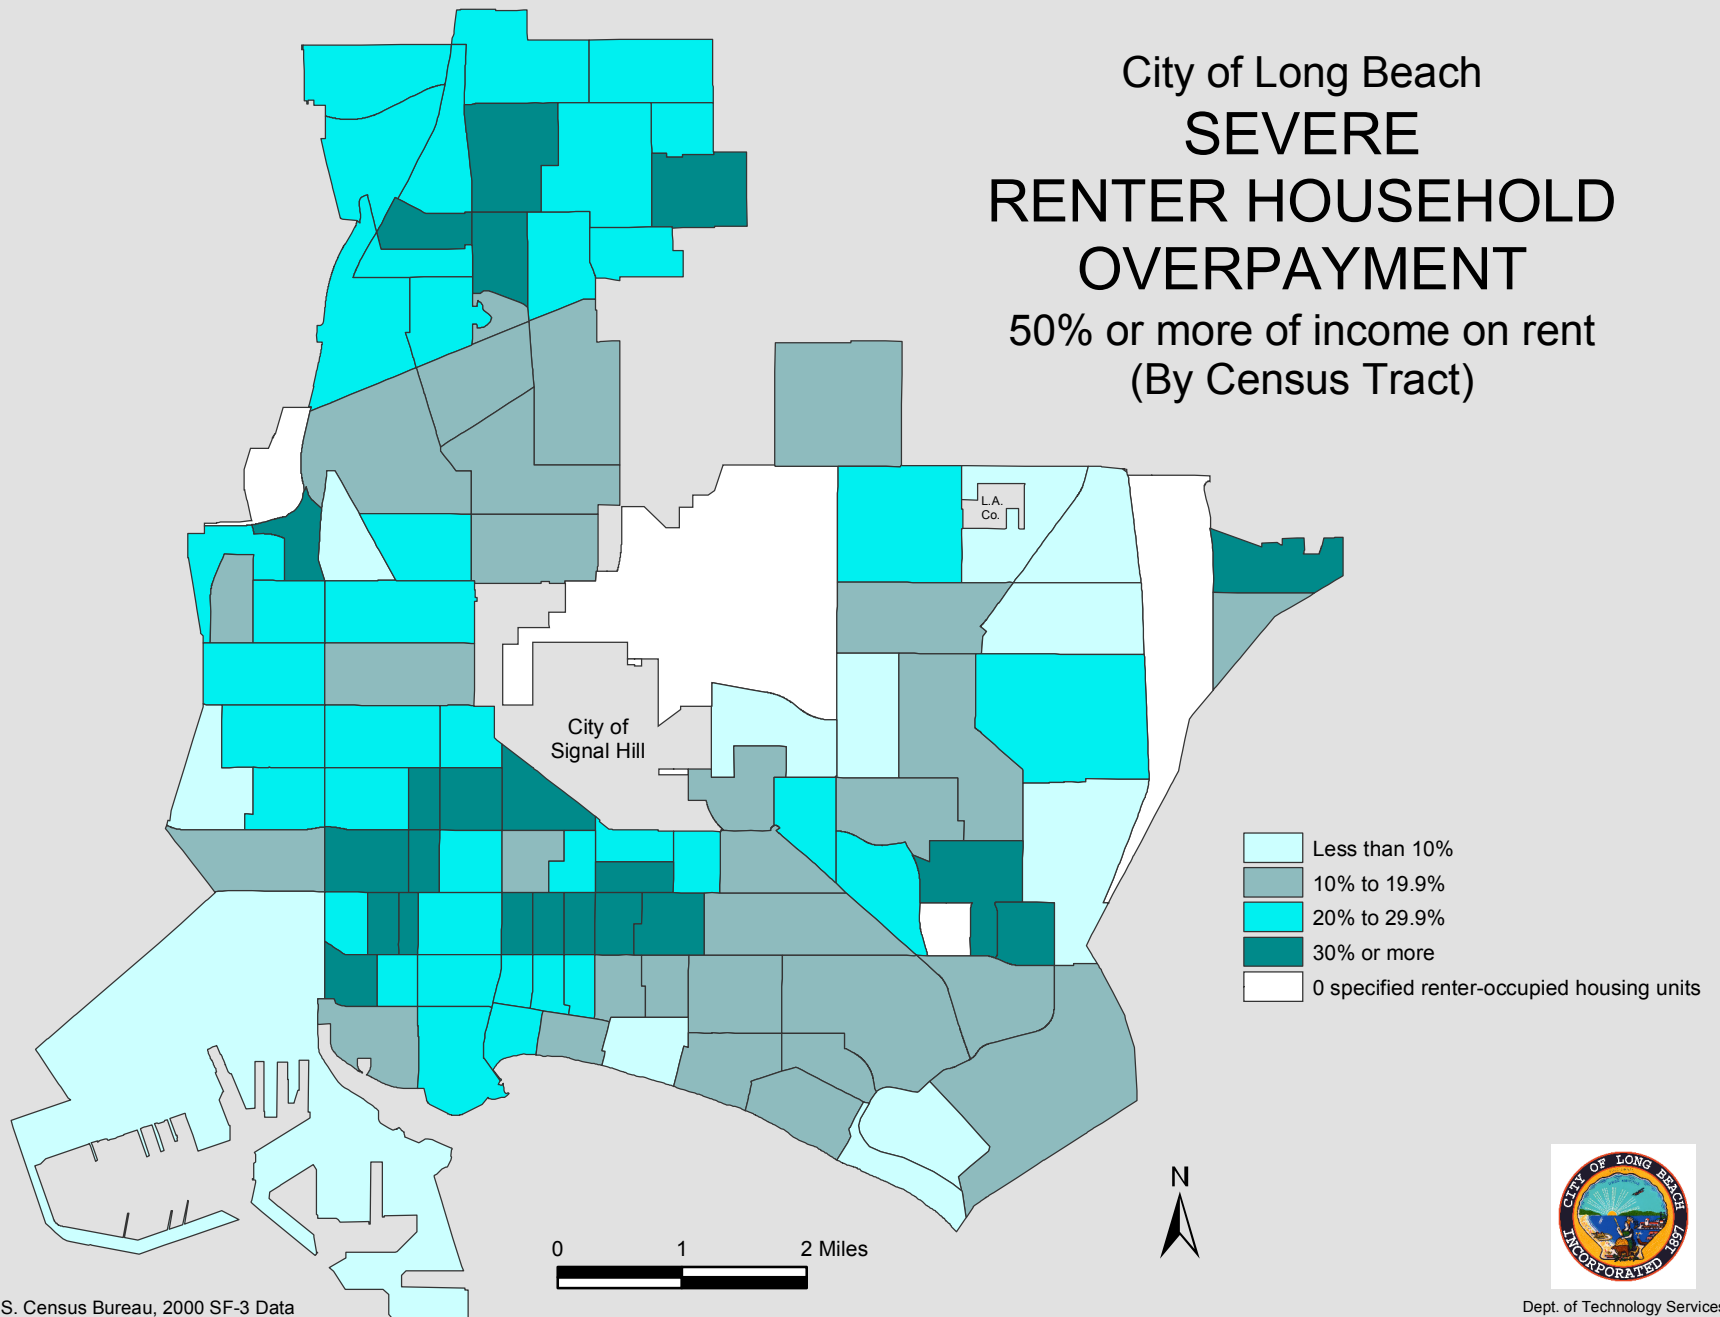 City of Long Beach
SEVERE
RENTER HOUSEHOLD
OVERPAYMENT
50% or more of income on rent
(By Census Tract)
L.A.
Co.
City of
Signal Hill
Less than 10%
10% to 19.9%
20% to 29.9%
30% or more
0 specified renter-occupied housing units
N
0 1 2 Miles
CITY OF LONG BEACH
INCORPORATED 1897
S. Census Bureau, 2000 SF-3 Data
Dept. of Technology Services